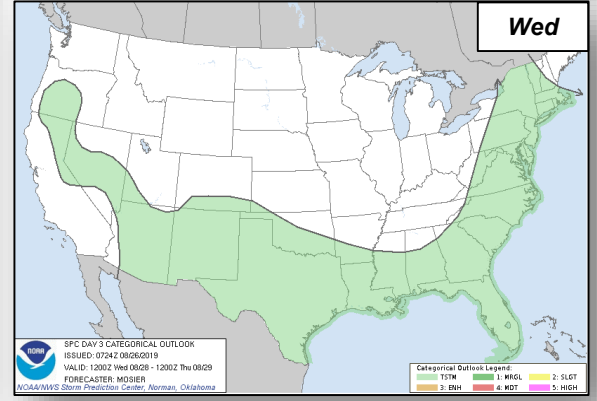 Wed
NOAA
SPC DAY 3 CATEGORICAL OUTLOOK
ISSUED: 0724Z 08/26/2019
VALID: 1200Z Wed 08/28 - 1200Z Thu 08/29
FORECASTER: MOSIER
NOAA/NWS Storm Prediction Center, Norman, Oklahoma
Categorical Outlook Legend:
TSTM 1: MRGL 2: SLGT
3: ENH 4: MDT 5: HIGH